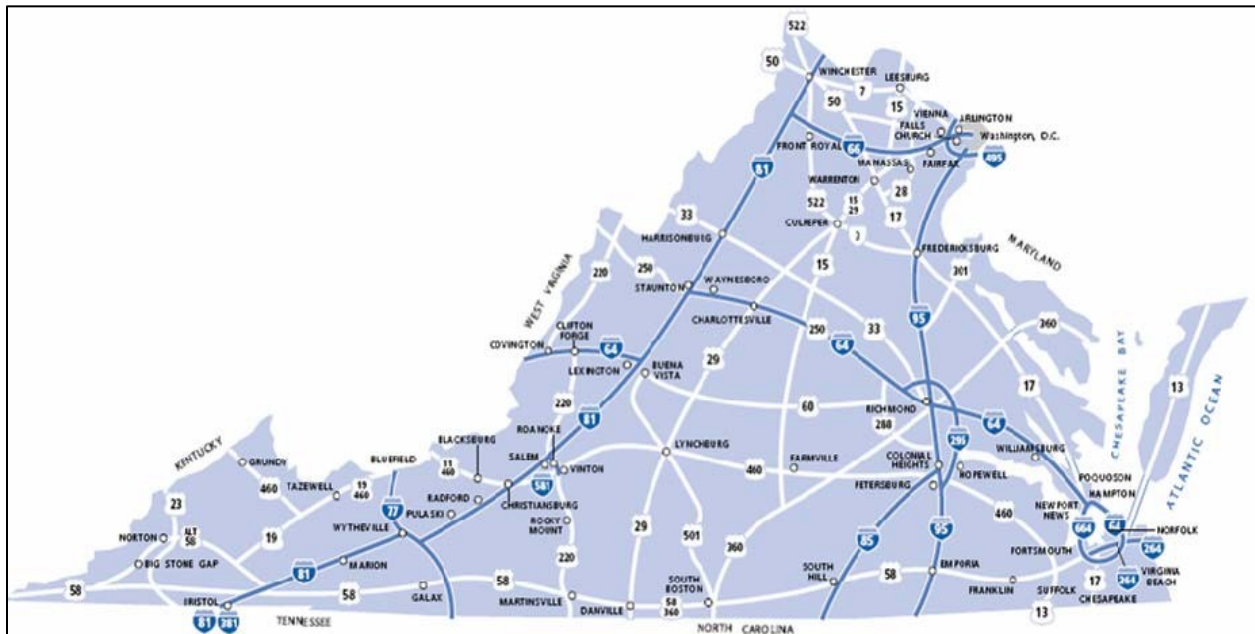 522
50
WINCHESTER
LEESBURG
7
50
15
VIENNA
ARLINGTON
FALLS
CHURCH
Washington, D.C.
FRONT ROYAL
66
MANASSAS
FAIRFAX
495
81
WARRENTON
28
522
15
29
17
CULPEPER
3
33
HARRISONBURG
FREDERICKSBURG
MARYLAND
15
301
WEST VIRGINIA
220
250
STAUNTON
WAYNESBORO
CHARLOTTESVILLE
250
33
95
360
64
COVINGTON
CLIFTON
FORGE
64
LEXINGTON
BUENA
VISTA
29
17
13
CHESAPEAKE BAY
ATLANTIC OCEAN
220
81
60
RICHMOND
288
64
295
WILLIAMSBURG
KENTUCKY
GRUNDY
BLUEFIELD
BLACKSBURG
ROANOKE
SALEM
VINTON
LYNCHBURG
460
FARMVILLE
COLONIAL
HEIGHTS
HOPEWELL
PETERSBURG
POQUOSON
HAMPTON
460
TAZEWELL
19
460
11
460
RADFORD
PULASKI
CHRISTIANSBURG
581
23
77
WYTHEVILLE
ROCKY
MOUNT
460
NEWPORT
NEWS
664
64
NORFOLK
NORTON
ALT
58
19
29
501
360
85
95
PORTSMOUTH
264
BIG STONE GAP
MARION
81
220
58
EMPORIA
VIRGINIA
BEACH
264
58
58
GALAX
58
MARTINSVILLE
DANVILLE
SOUTH
BOSTON
58
360
SOUTH
HILL
FRANKLIN
SUFFOLK
17
CHESAPEAKE
13
IRISTOL
81
381
TENNESSEE
NORTH CAROLINA